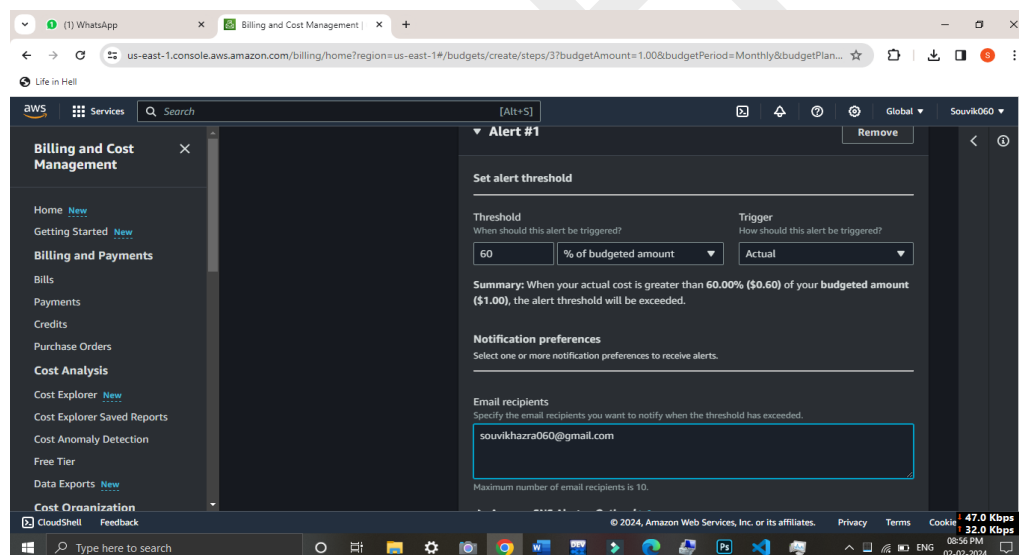 (1) WhatsApp
Billing and Cost Management |
us-east-1.console.aws.amazon.com/billing/home?region=us-east-1#/budgets/create/steps/3?budgetAmount=1.00&budgetPeriod=Monthly&budgetPlan...
S
Life in Hell
aws
Services
Search
[Alt+S]
Global
Souvik060
Billing and Cost
Management
Home New
Getting Started New
Billing and Payments
Bills
Payments
Credits
Purchase Orders
Cost Analysis
Cost Explorer New
Cost Explorer Saved Reports
Cost Anomaly Detection
Free Tier
Data Exports New
Cost Organization
Alert #1
Remove
Set alert threshold
Threshold
When should this alert be triggered?
60
% of budgeted amount
Trigger
How should this alert be triggered?
Actual
Summary: When your actual cost is greater than 60.00% ($0.60) of your budgeted amount
($1.00), the alert threshold will be exceeded.
Notification preferences
Select one or more notification preferences to receive alerts.
Email recipients
Specify the email recipients you want to notify when the threshold has exceeded.
souvikhazra060@gmail.com
Maximum number of email recipients is 10.
CloudShell
Feedback
© 2024, Amazon Web Services, Inc. or its affiliates.
Privacy
Terms
Cookie
47.0 Kbps
32.0 Kbps
Type here to search
DEV
Ps
ENG
08:56 PM
02-02-2024